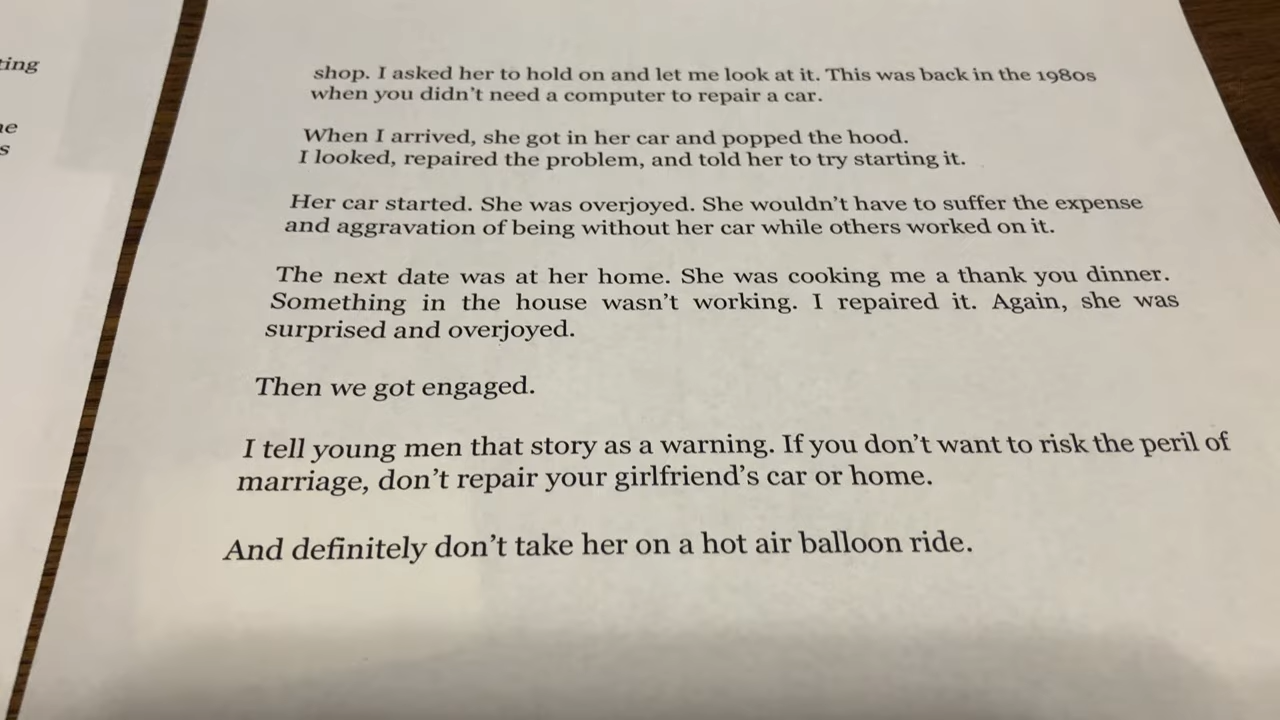 ting
s
shop. I asked her to hold on and let me look at it. This was back in the 1980s
when you didn't need a computer to repair a car.
When I arrived, she got in her car and popped the hood.
I looked, repaired the problem, and told her to try starting it.
Her car started. She was overjoyed. She wouldn't have to suffer the expense
and aggravation of being without her car while others worked on it.
The next date was at her home. She was cooking me a thank you dinner.
Something in the house wasn't working. I repaired it. Again, she was
surprised and overjoyed.
Then we got engaged.
I tell young men that story as a warning. If you don't want to risk the peril of
marriage, don't repair your girlfriend's car or home.
And definitely don't take her on a hot air balloon ride.